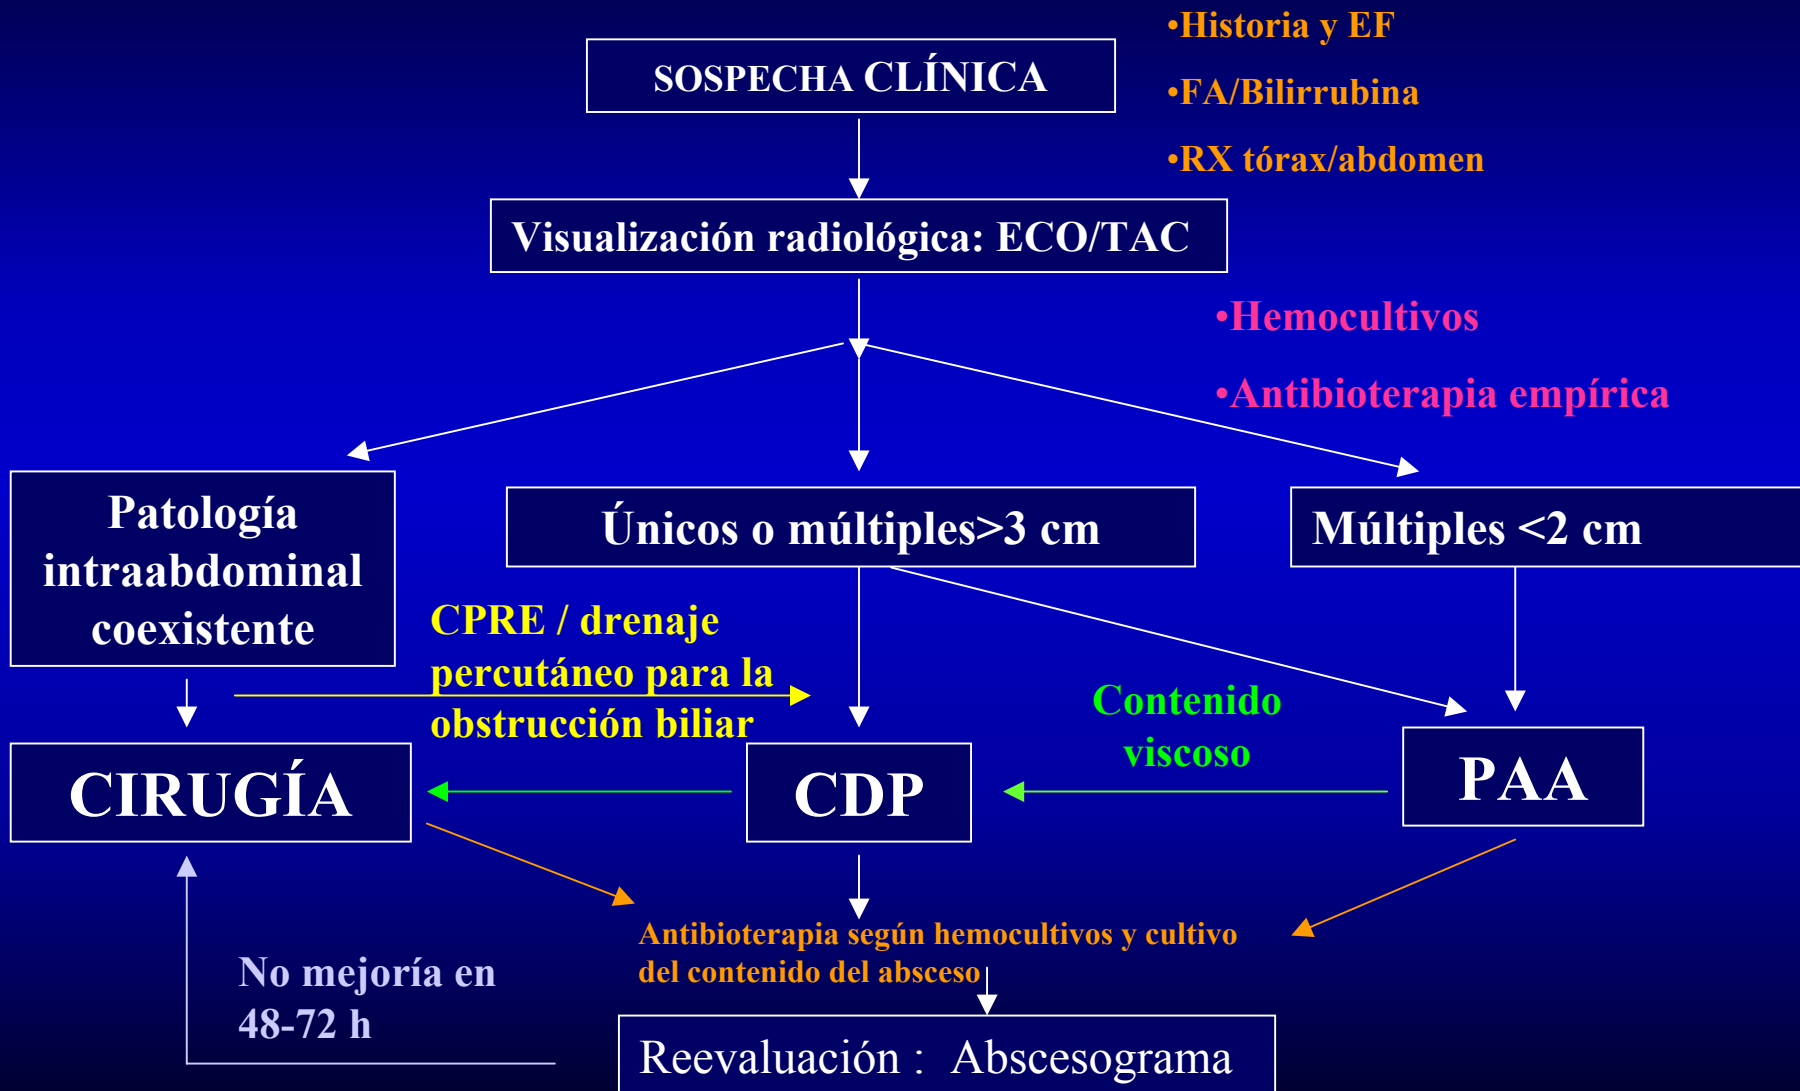 •Historia y EF
SOSPECHA CLÍNICA
•FA/Bilirrubina
•RX tórax/abdomen
Visualización radiológica: ECO/TAC
•Hemocultivos
•Antibioterapia empírica
Patología
intraabdominal
coexistente
Únicos o múltiples>3 cm
Múltiples <2 cm
CPRE / drenaje
percutáneo para la
obstrucción biliar
Contenido
viscoso
CIRUGÍA
CDP
PAA
Antibioterapia según hemocultivos y cultivo
del contenido del absceso
No mejoría en
48-72 h
Reevaluación : Abscesograma